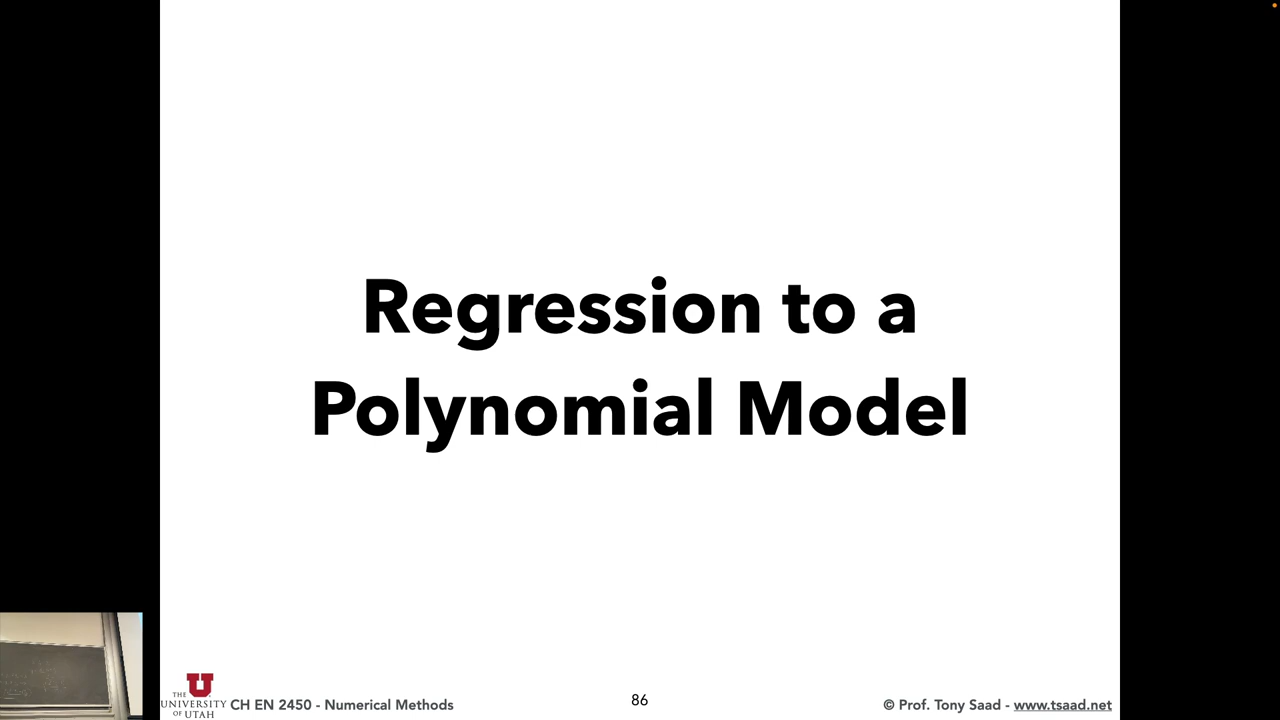 Regression to a
Polynomial Model
U
THE
UNIVERSITY
OF UTAH
CH EN 2450 - Numerical Methods
86
© Prof. Tony Saad - www.tsaad.net